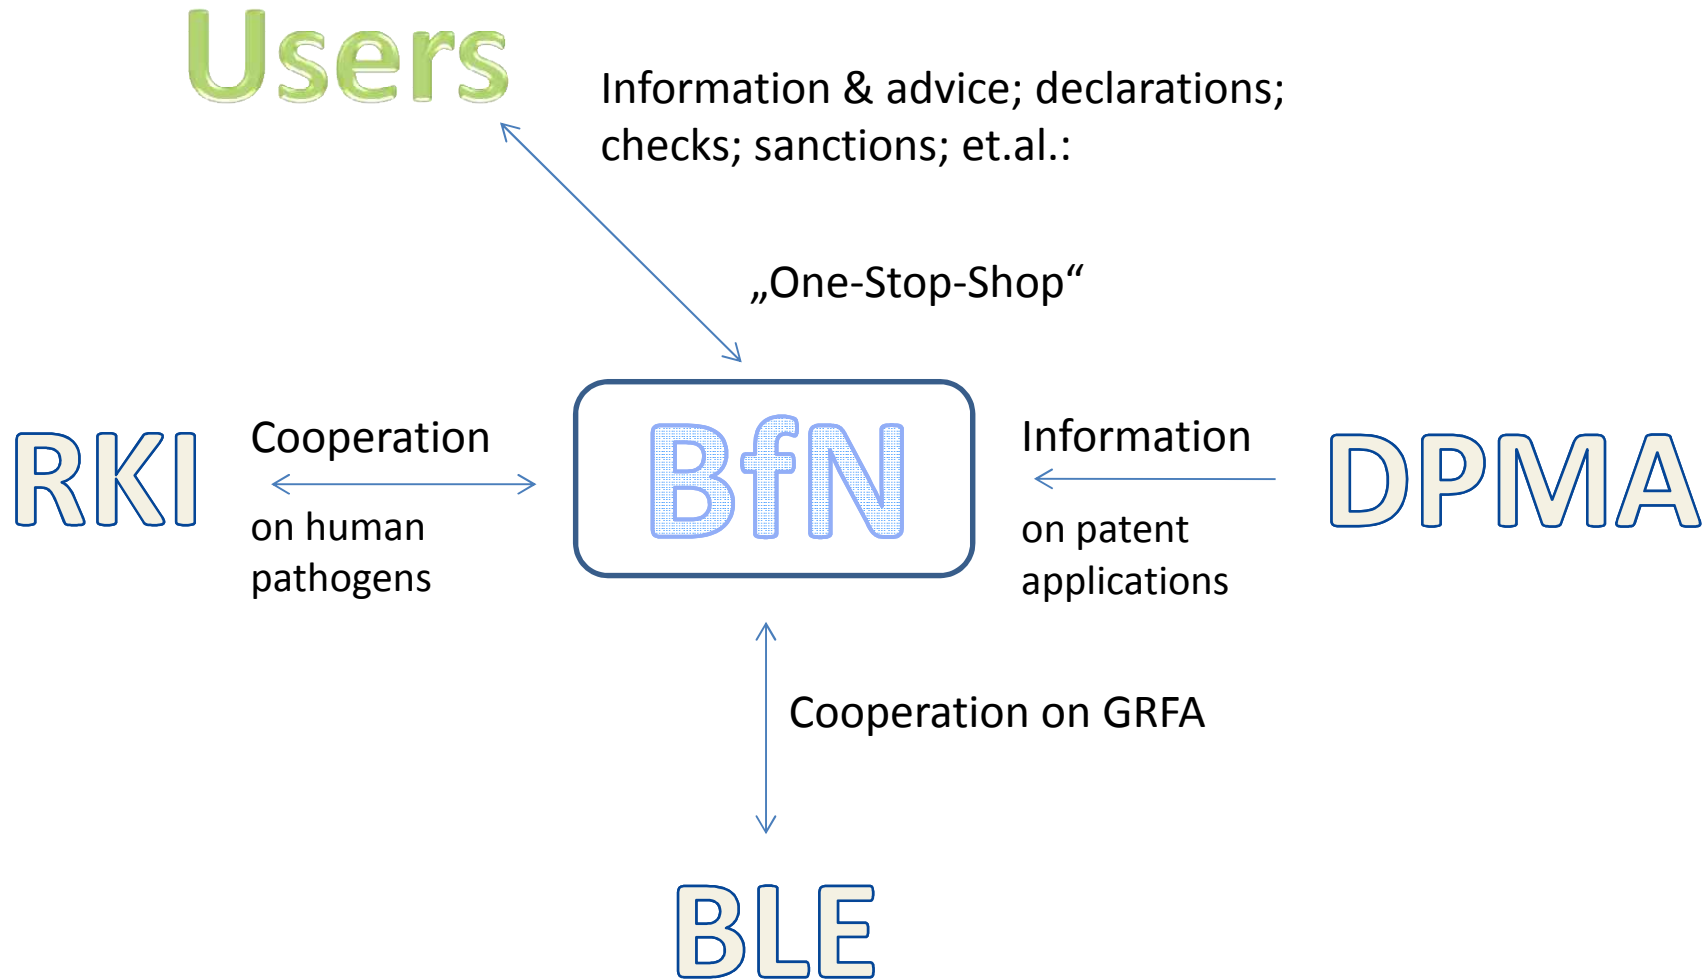 Users
Information & advice; declarations;
checks; sanctions; et.al.:
„One-Stop-Shop“
RKI
Cooperation
on human
pathogens
BfN
Information
on patent
applications
DPMA
Cooperation on GRFA
BLE